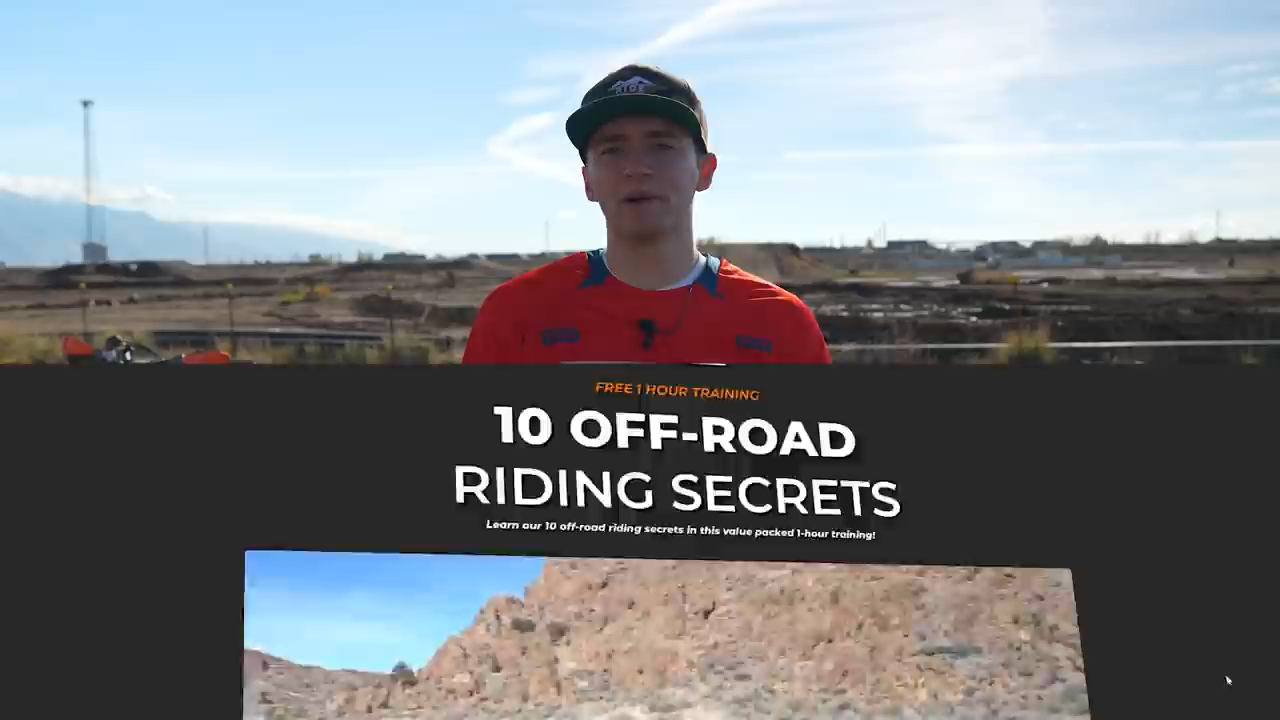 RIDE
FREE 1 HOUR TRAINING
10 OFF-ROAD
RIDING SECRETS
Learn our 10 off-road riding secrets in this value packed 1-hour training!